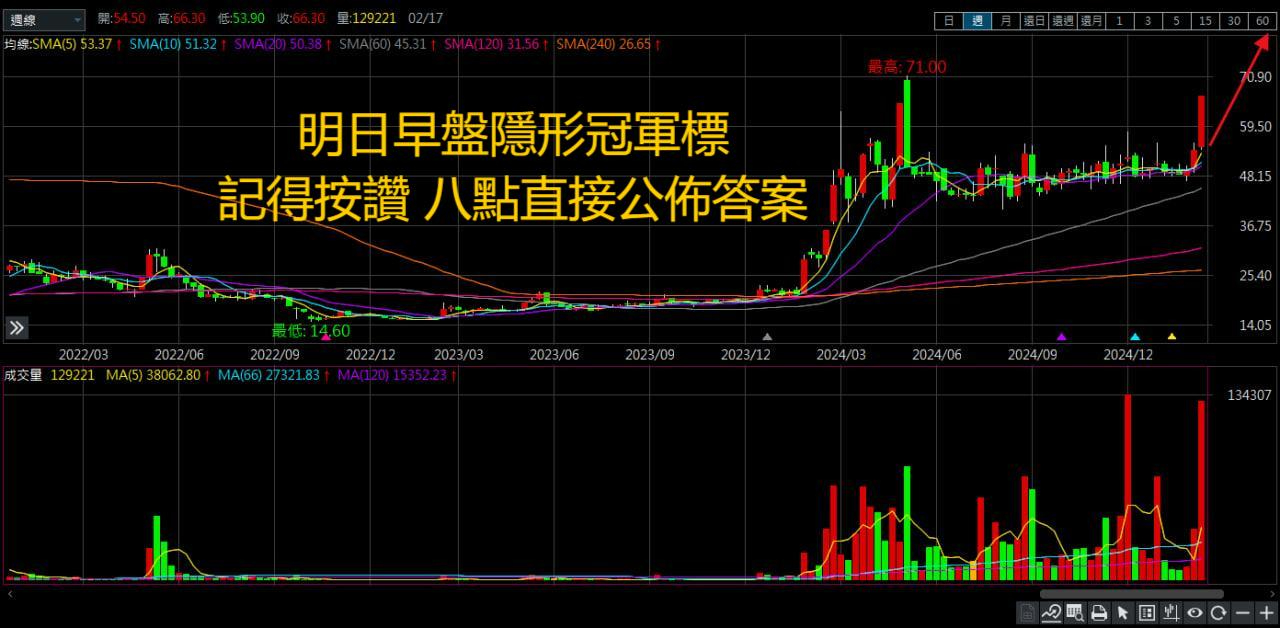 週線 開:54.50 高:66.30 低:53.90 收:66.30 量:129221 02/17
日 週 月 還日 還週 還月 1 3 5 15 30 60
均線:SMA(5) 53.37↑ SMA(10) 51.32↑ SMA(20) 50.38↑ SMA(60) 45.31↑ SMA(120) 31.56↑ SMA(240) 26.65↑
最高: 71.00
70.90
明日早盤隱形冠軍標
59.50
記得按讚 八點直接公佈答案
48.15
36.75
25.40
最低: 14.60
14.05
2022/03 2022/06 2022/09 2022/12 2023/03 2023/06 2023/09 2023/12 2024/03 2024/06 2024/09 2024/12
成交量 129221 MA(5) 38062.80↑ MA(66) 27321.83↑ MA(120) 15352.23↑
134307